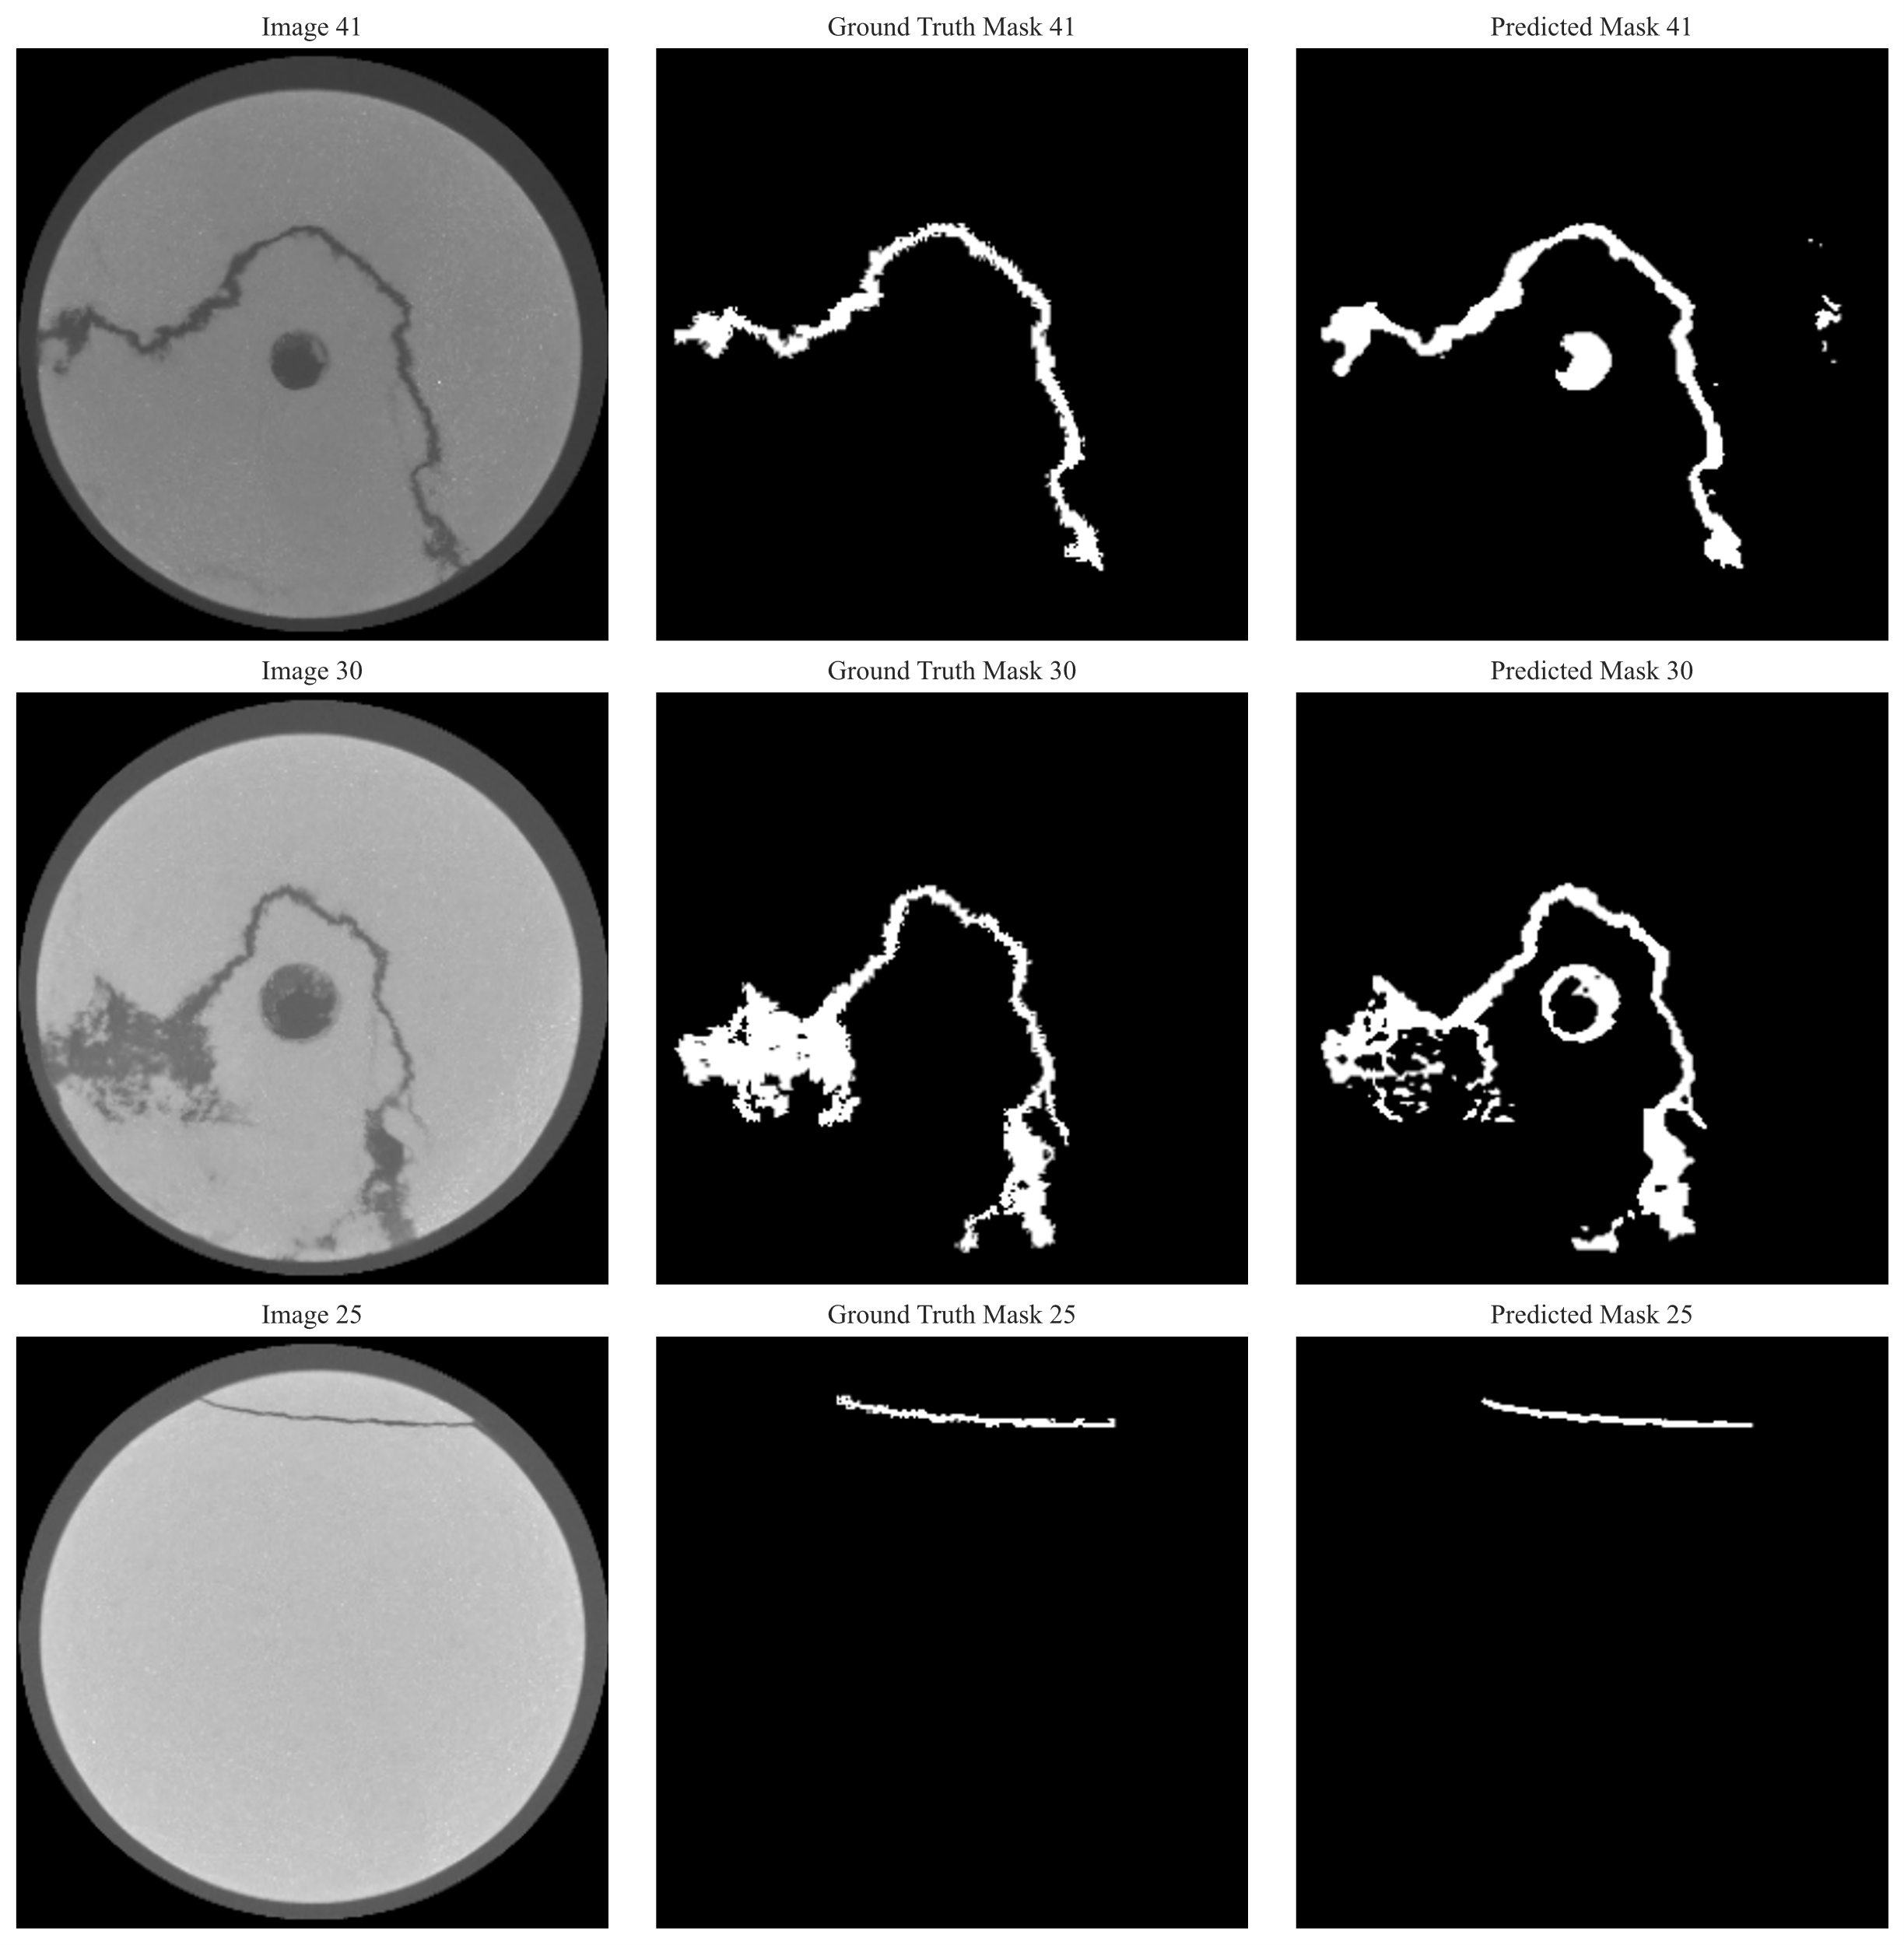 Image 41
Ground Truth Mask 41
Predicted Mask 41
Image 30
Ground Truth Mask 30
Predicted Mask 30
Image 25
Ground Truth Mask 25
Predicted Mask 25